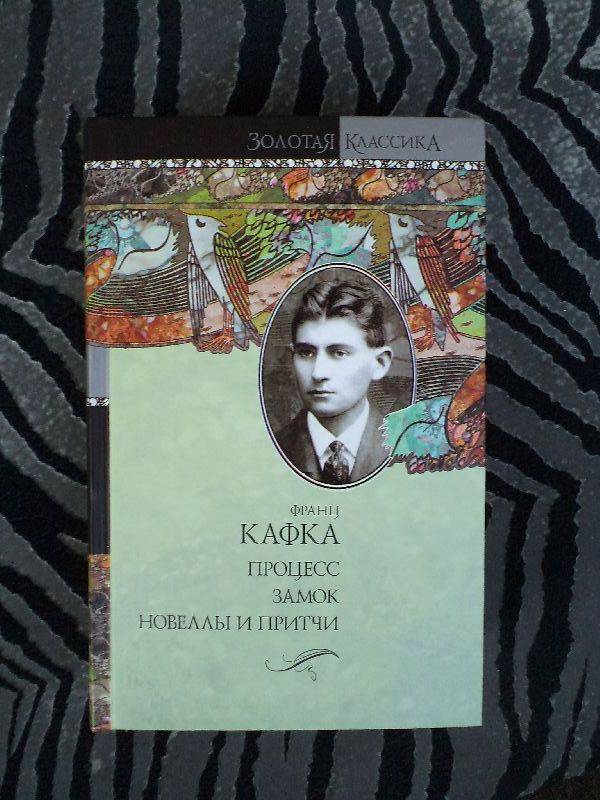 ЗОЛОТАЯ КЛАССИКА
ФРАНЦ
КАФКА
ПРОЦЕСС
ЗАМОК
НОВЕЛЛЫ И ПРИТЧИ